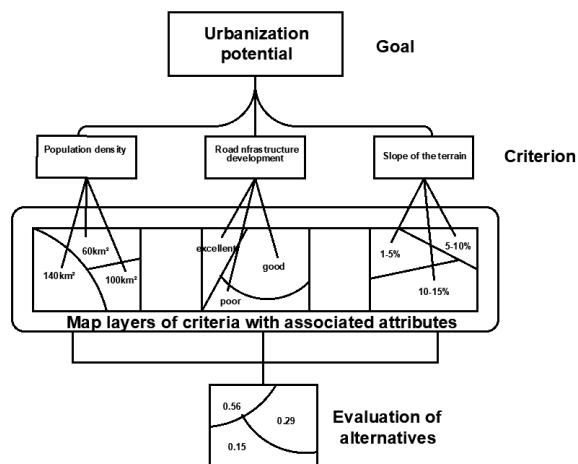 Urbanization
potential
Goal
Population density
Road nfrastructure
development
Slope of the terrain
Criterion
60km²
140km²
100km²
excellent
good
poor
1-5%
5-10%
10-15%
Map layers of criteria with associated attributes
0.56
0.29
0.15
Evaluation of
alternatives